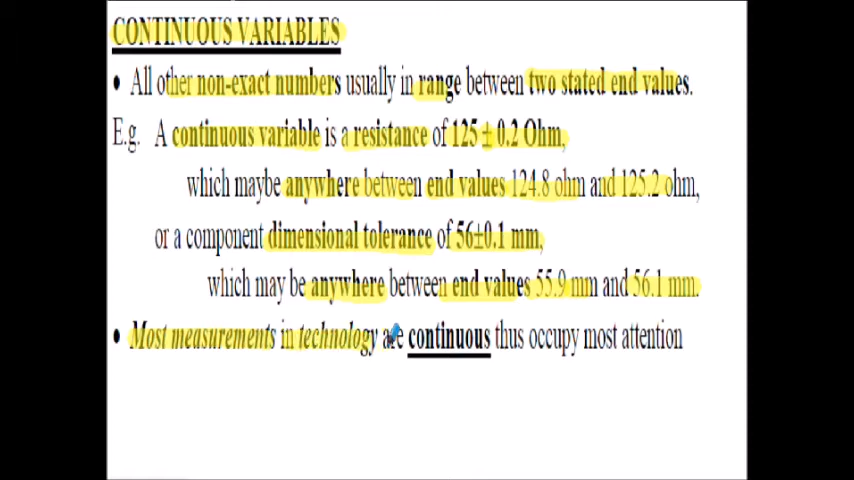 CONTINUOUS VARIABLES
• All other non-exact numbers usually in range between two stated end values.
E.g. A continuous variable is a resistance of 125 ± 0.2 Ohm,
which maybe anywhere between end values 124.8 ohm and 125.2 ohm,
or a component dimensional tolerance of 56±0.1 mm,
which may be anywhere between end values 55.9 mm and 56.1 mm.
• Most measurements in technology are continuous thus occupy most attention